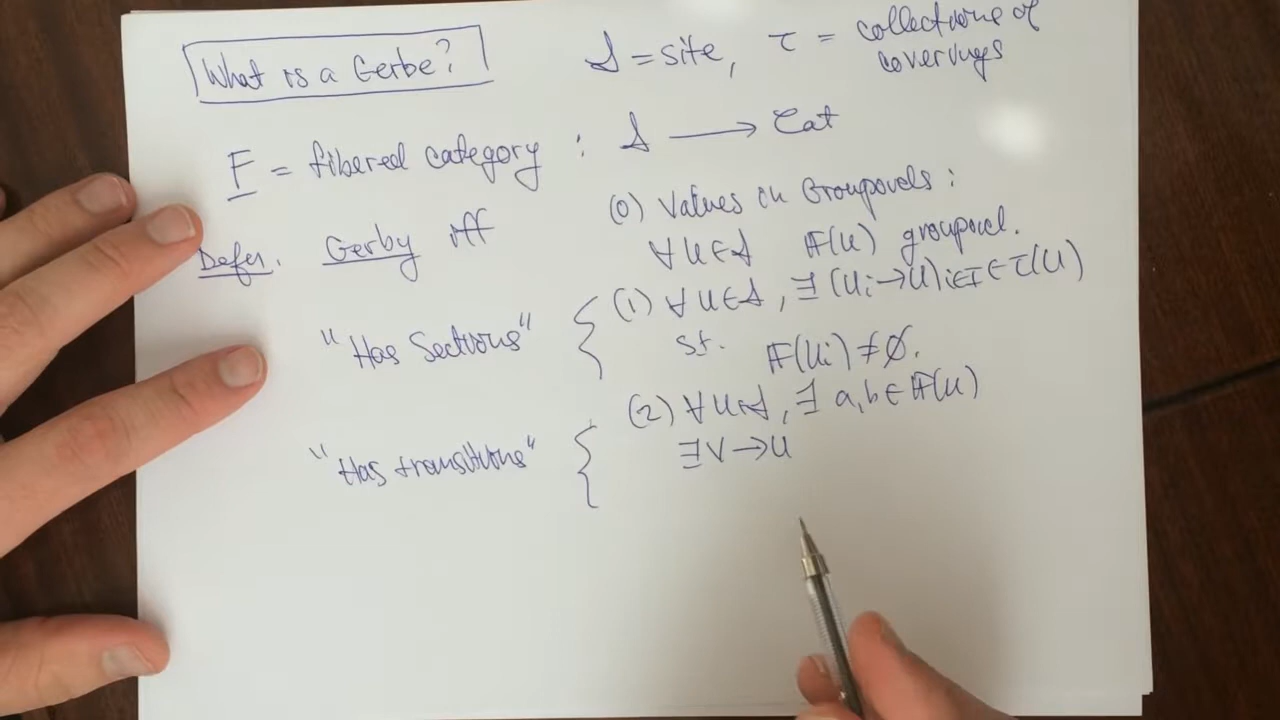 What is a Gerbe?
S = site, τ = collections of coverings
F = fibered category : S → Cat
Defn. Gerby iff
(0) Values in Groupoids :
∀ U ∈ S F(U) groupoid.
"Has Sections" { (1) ∀ U ∈ S, ∃ (Ui → U)i∈I ∈ τ(U)
st. F(Ui) ≠ ∅.
"Has transitions" { (2) ∀ U ∈ S, ∃ a, b ∈ F(U)
∃ V → U